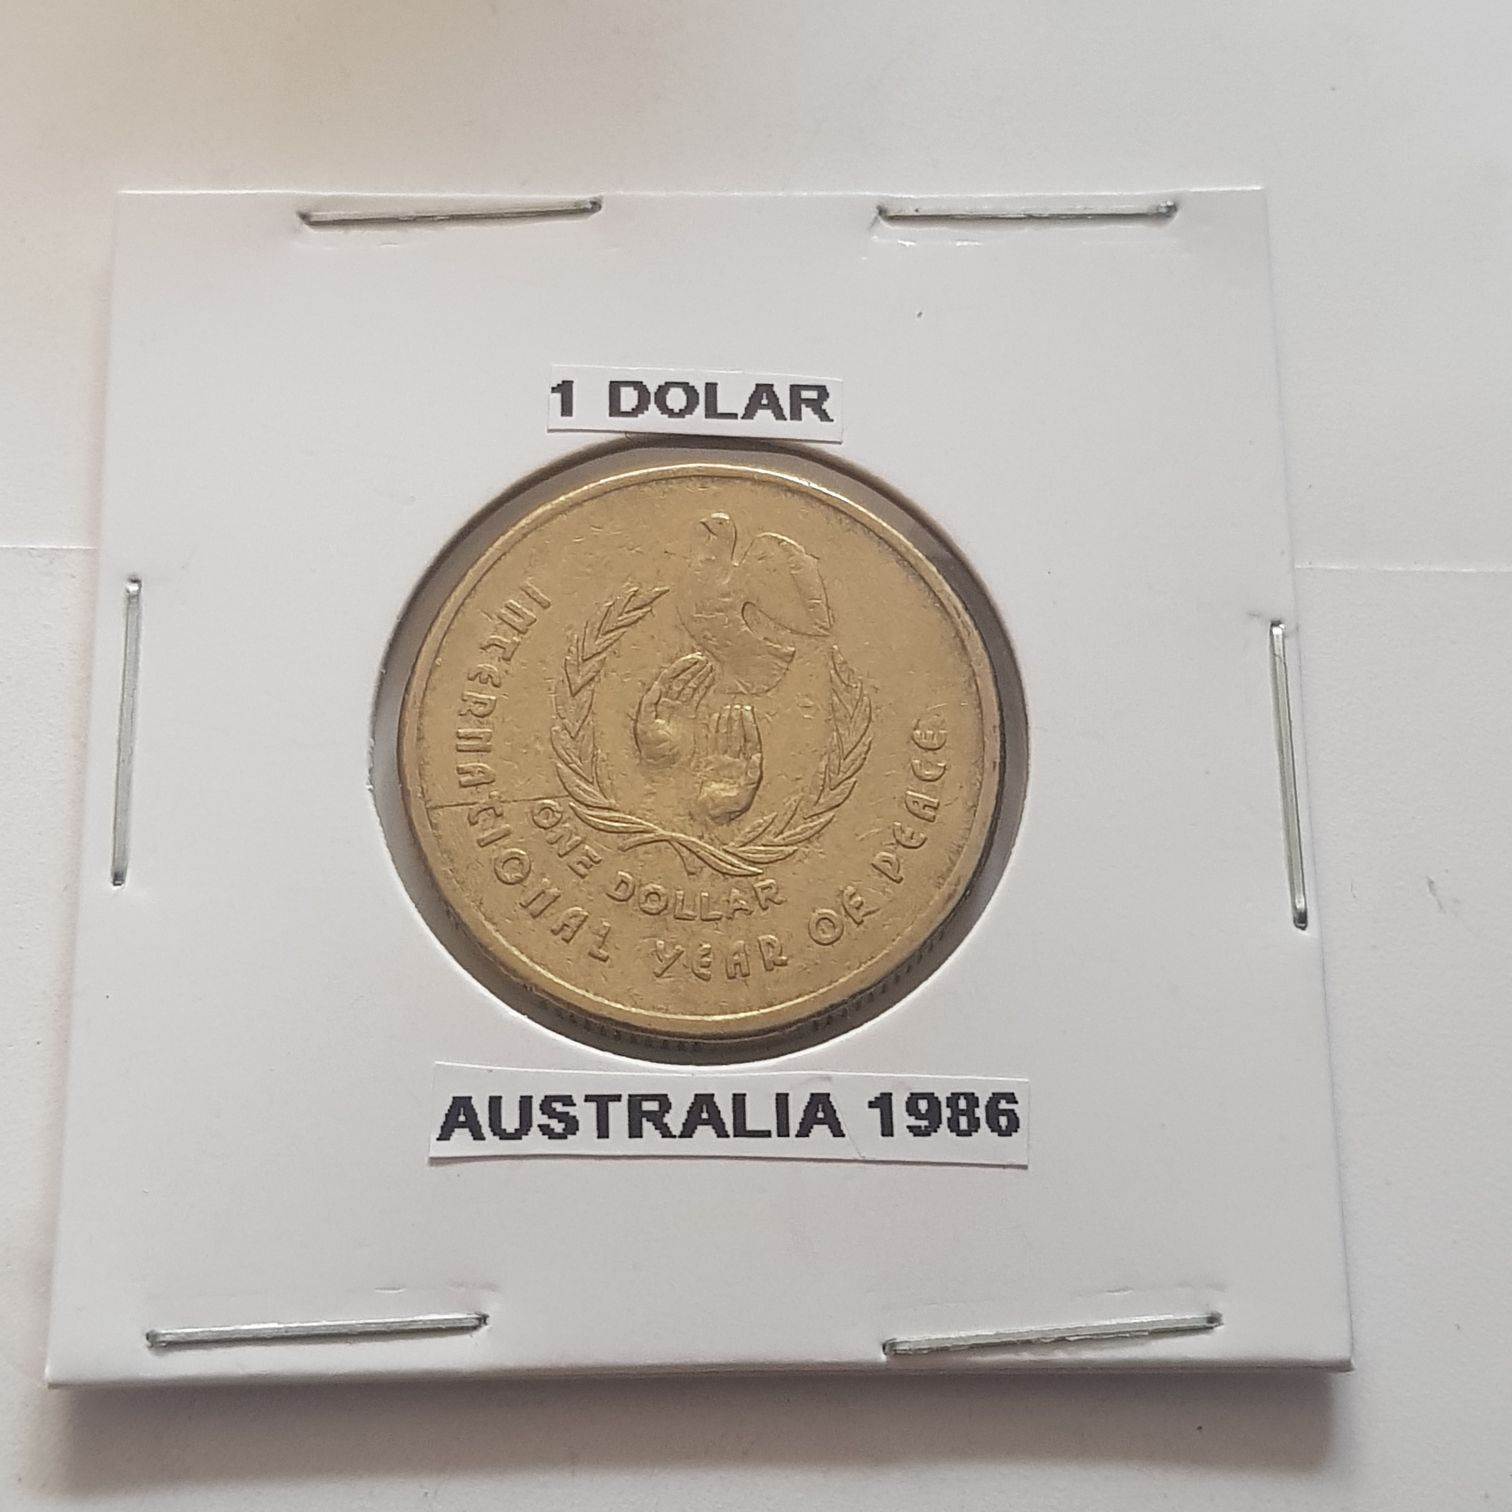 1 DOLAR
INTERNATIONAL YEAR OF PEACE
ONE DOLLAR
AUSTRALIA 1986